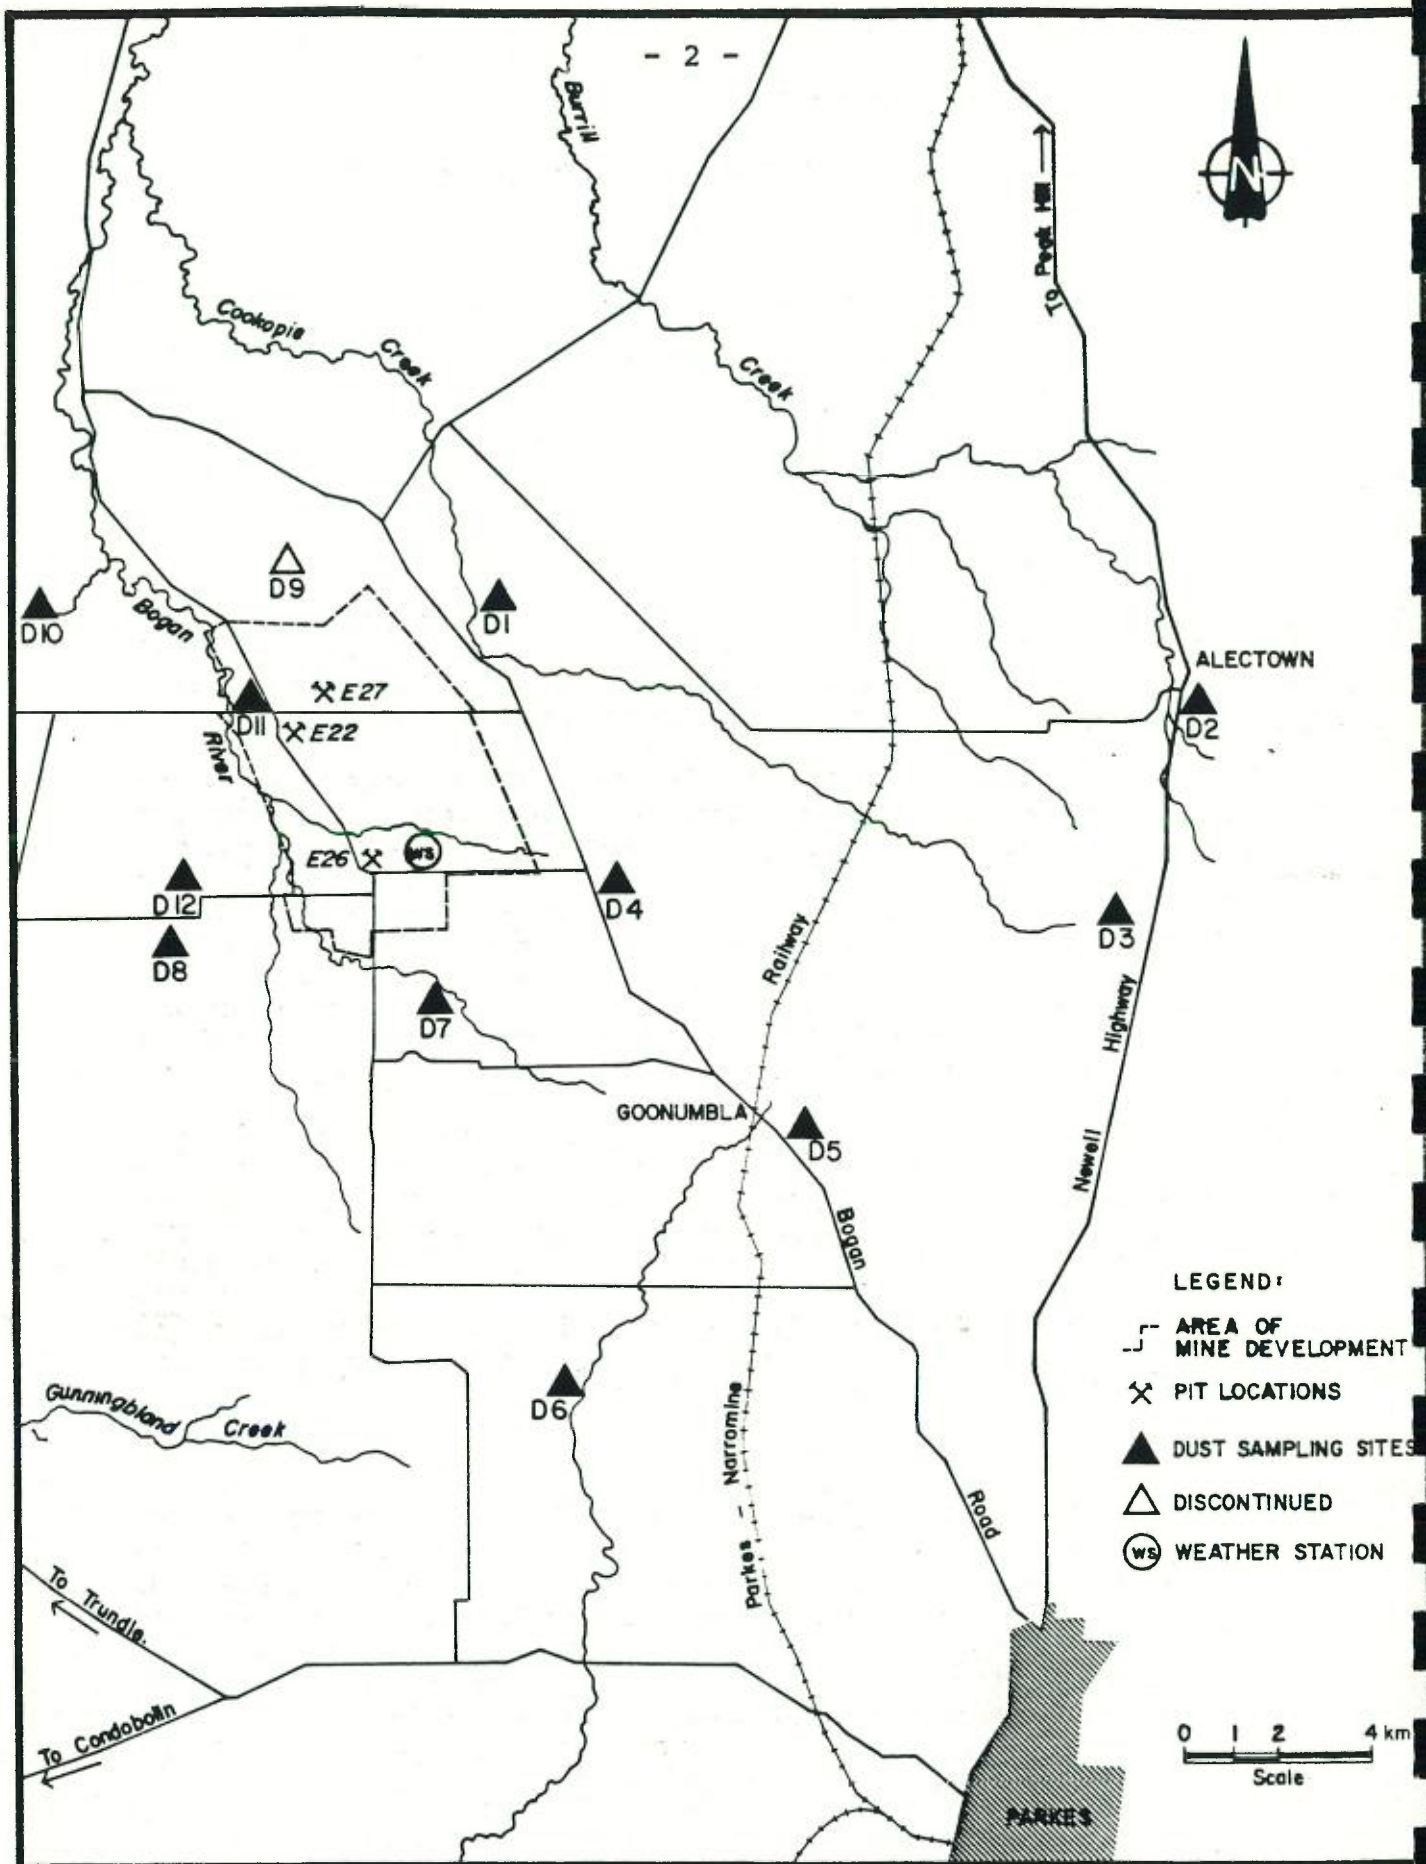 - 2 -
Burrill
N
To Peak Hill
Cookopie
Creek
Creek
D9
D10
Bogan
D1
ALECTOWN
E27
D11
E22
D2
River
E26
WS
D12
D4
D3
D8
Railway
D7
Highway
GOONUMBLA
D5
Newell
Bogan
LEGEND:
AREA OF
MINE DEVELOPMENT
PIT LOCATIONS
D6
Gunningbland
Creek
Narromine
DUST SAMPLING SITES
DISCONTINUED
Road
WS WEATHER STATION
Parkes -
To Trundle.
To Condobolin
0 1 2 4 km
Scale
PARKES